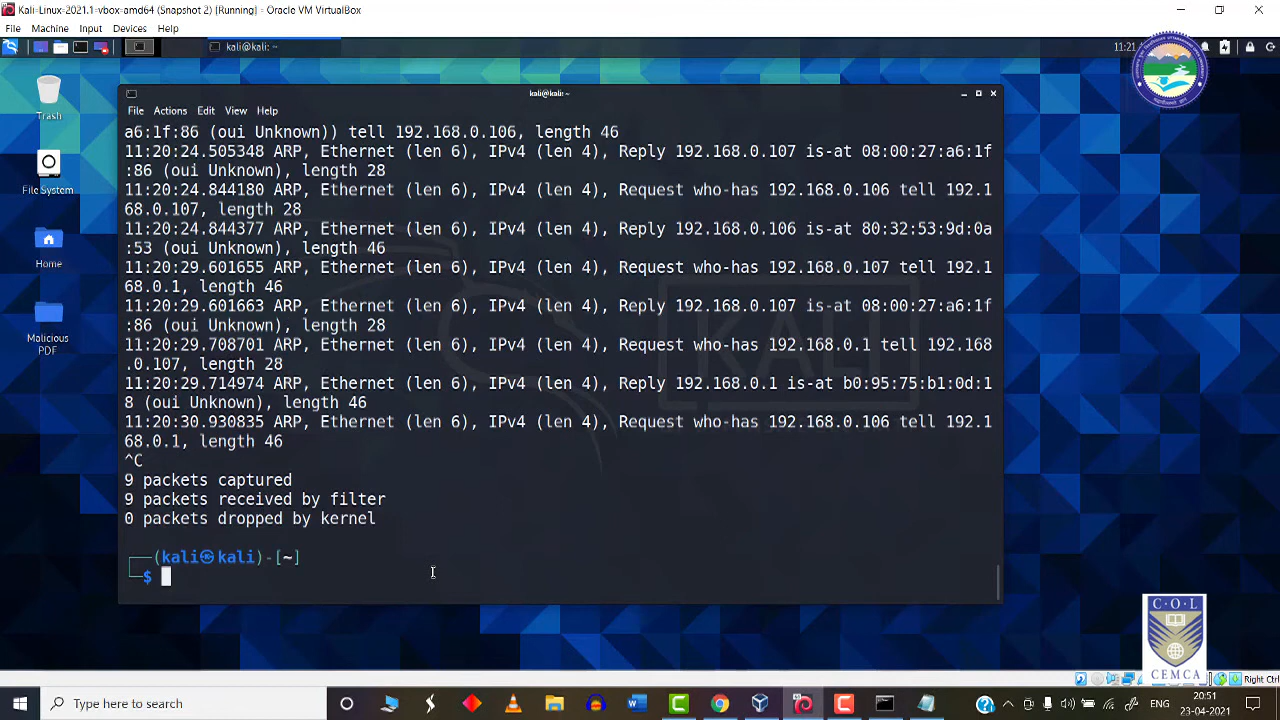 Kali-Linux-2021.1-vbox-amd64 (Snapshot 2) [Running] - Oracle VM VirtualBox
File Machine Input Devices Help
kali@kali: ~
11:21
Trash
File System
Home
Malicious
PDF
kali@kali: ~
File Actions Edit View Help
a6:1f:86 (oui Unknown)) tell 192.168.0.106, length 46
11:20:24.505348 ARP, Ethernet (len 6), IPv4 (len 4), Reply 192.168.0.107 is-at 08:00:27:a6:1f
:86 (oui Unknown), length 28
11:20:24.844180 ARP, Ethernet (len 6), IPv4 (len 4), Request who-has 192.168.0.106 tell 192.1
68.0.107, length 28
11:20:24.844377 ARP, Ethernet (len 6), IPv4 (len 4), Reply 192.168.0.106 is-at 80:32:53:9d:0a
:53 (oui Unknown), length 46
11:20:29.601655 ARP, Ethernet (len 6), IPv4 (len 4), Request who-has 192.168.0.107 tell 192.1
68.0.1, length 46
11:20:29.601663 ARP, Ethernet (len 6), IPv4 (len 4), Reply 192.168.0.107 is-at 08:00:27:a6:1f
:86 (oui Unknown), length 28
11:20:29.708701 ARP, Ethernet (len 6), IPv4 (len 4), Request who-has 192.168.0.1 tell 192.168
.0.107, length 28
11:20:29.714974 ARP, Ethernet (len 6), IPv4 (len 4), Reply 192.168.0.1 is-at b0:95:75:b1:0d:1
8 (oui Unknown), length 46
11:20:30.930835 ARP, Ethernet (len 6), IPv4 (len 4), Request who-has 192.168.0.106 tell 192.1
68.0.1, length 46
^C
9 packets captured
9 packets received by filter
0 packets dropped by kernel
(kali㉿kali)-[~]
$
KALI
C·O·L
CEMCA
Right Ctrl
Type here to search
ENG
20:51
23-04-2021